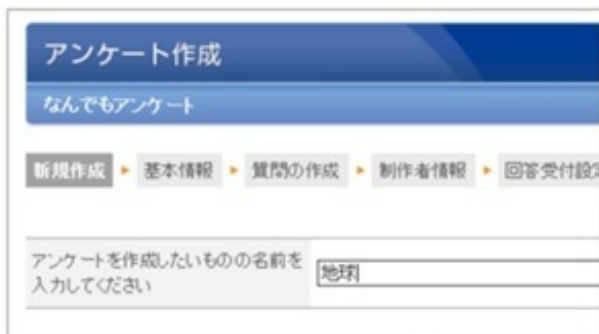 アンケート作成
なんでもアンケート
新規作成 ▸ 基本情報 ▸ 質問の作成 ▸ 制作者情報 ▸ 回答受付設定
アンケートを作成したいものの名前を
入力してください
地球